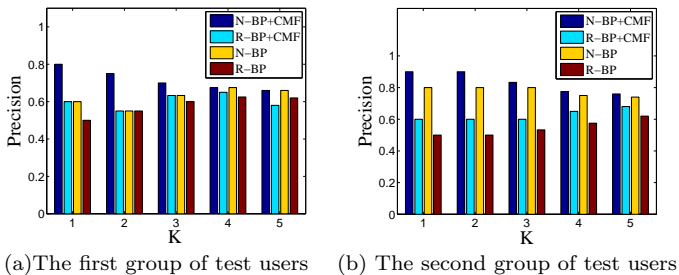 N−BP+CMF
R−BP+CMF
N−BP
R−BP
Precision
1
0.8
0.6
0.4
0.2
0
1 2 3 4 5
K
(a)The first group of test users
N−BP+CMF
R−BP+CMF
N−BP
R−BP
Precision
1
0.8
0.6
0.4
0.2
0
1 2 3 4 5
K
(b) The second group of test users